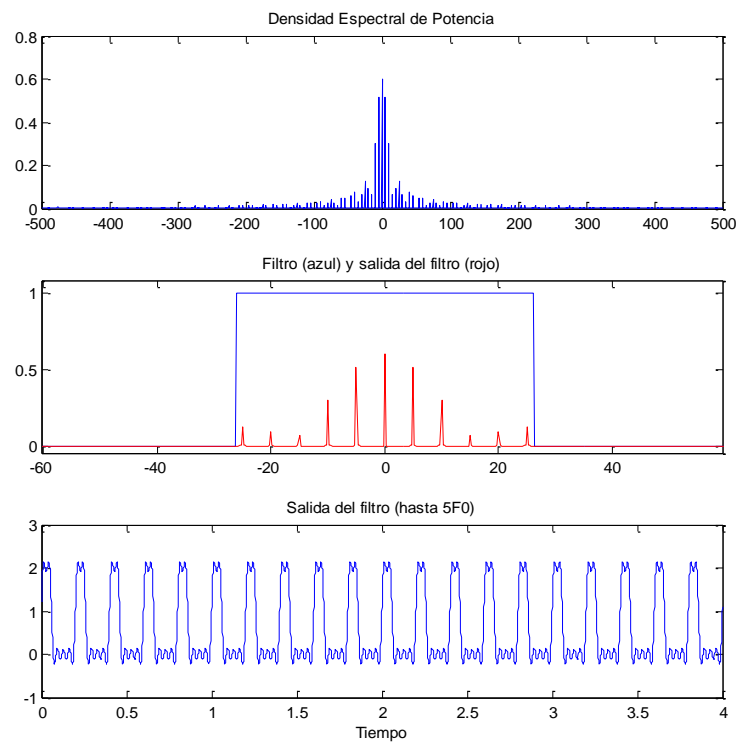 Densidad Espectral de Potencia
0.8
0.6
0.4
0.2
0
-500 -400 -300 -200 -100 0 100 200 300 400 500
Filtro (azul) y salida del filtro (rojo)
1
0.5
0
-60 -40 -20 0 20 40
Salida del filtro (hasta 5F0)
3
2
1
0
-1
0 0.5 1 1.5 2 2.5 3 3.5 4
Tiempo